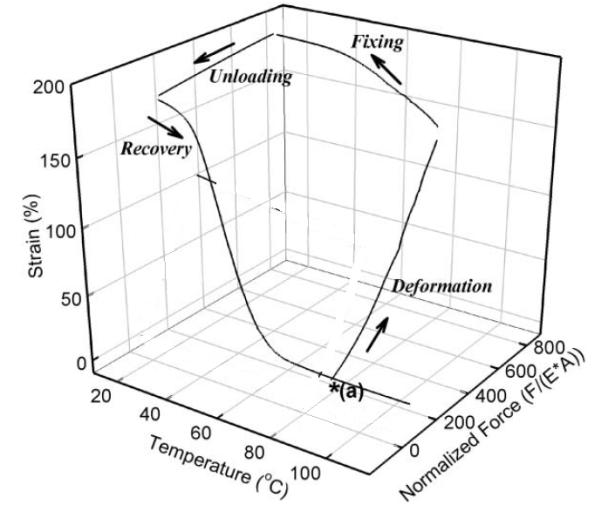 Fixing
200
Unloading
Recovery
150
Strain (%)
100
Deformation
50
0
*(a)
20
40
60
80
100
Temperature (°C)
0
200
400
600
800
Normalized Force (F/(E*A))